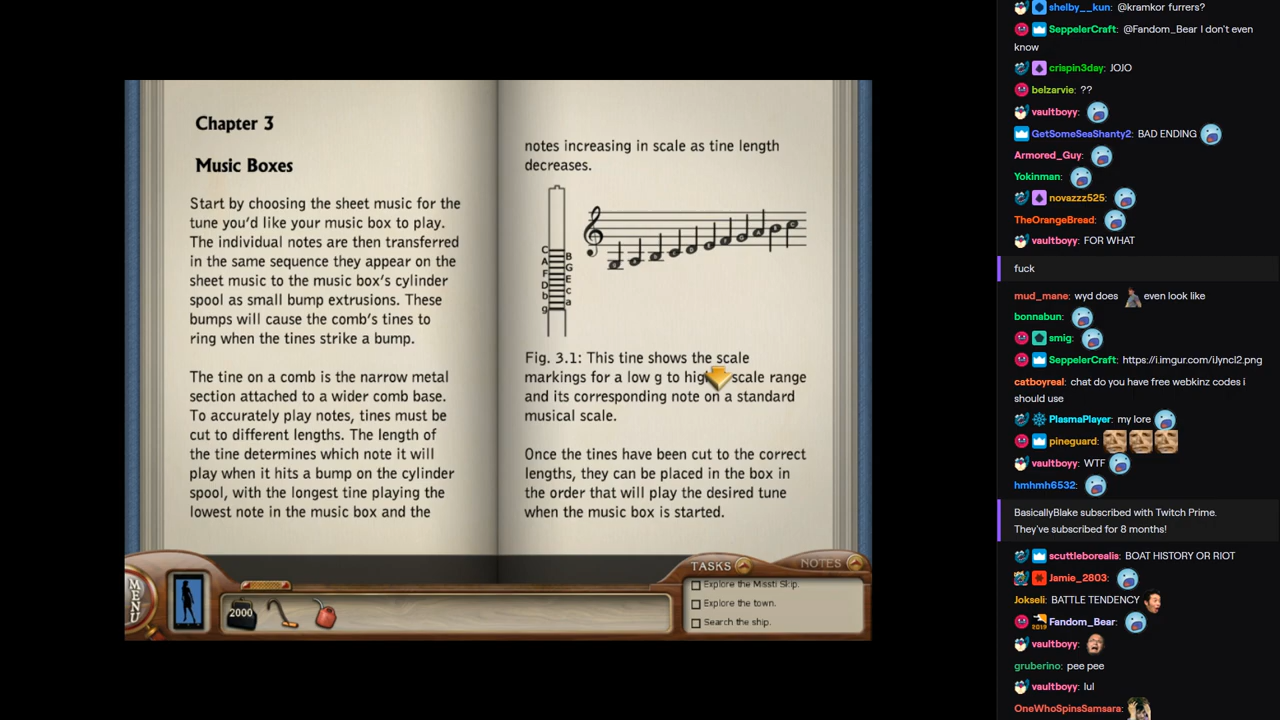 Chapter 3
Music Boxes
Start by choosing the sheet music for the
tune you'd like your music box to play.
The individual notes are then transferred
in the same sequence they appear on the
sheet music to the music box's cylinder
spool as small bump extrusions. These
bumps will cause the comb's tines to
ring when the tines strike a bump.
The tine on a comb is the narrow metal
section attached to a wider comb base.
To accurately play notes, tines must be
cut to different lengths. The length of
the tine determines which note it will
play when it hits a bump on the cylinder
spool, with the longest tine playing the
lowest note in the music box and the
notes increasing in scale as tine length
decreases.
C
B
A
G
F
E
D
c
b
a
g
Fig. 3.1: This tine shows the scale
markings for a low g to scale range
and its corresponding note on a standard
musical scale.
Once the tines have been cut to the correct
lengths, they can be placed in the box in
the order that will play the desired tune
when the music box is started.
MENU
2000
TASKS
NOTES
Explore the Missti Skip.
Explore the town.
Search the ship.
shelby__kun: @kramkor furrers?
SeppelerCraft: @Fandom_Bear I don't even
know
crispin3day: JOJO
belzarvie: ??
vaultboyy:
GetSomeSeaShanty2: BAD ENDING
Armored_Guy:
Yokinman:
novazzz525:
TheOrangeBread:
vaultboyy: FOR WHAT
fuck
mud_mane: wyd does even look like
bonnabun:
smig:
SeppelerCraft: https://i.imgur.com/iJyncl2.png
catboyreal: chat do you have free webkinz codes i
should use
PlasmaPlayer: my lore
pineguard:
vaultboyy: WTF
hmhmh6532:
BasicallyBlake subscribed with Twitch Prime.
They've subscribed for 8 months!
scuttleborealis: BOAT HISTORY OR RIOT
Jamie_2803:
Jokseli: BATTLE TENDENCY
2019 Fandom_Bear:
vaultboyy:
gruberino: pee pee
vaultboyy: lul
OneWhoSpinsSamsara: